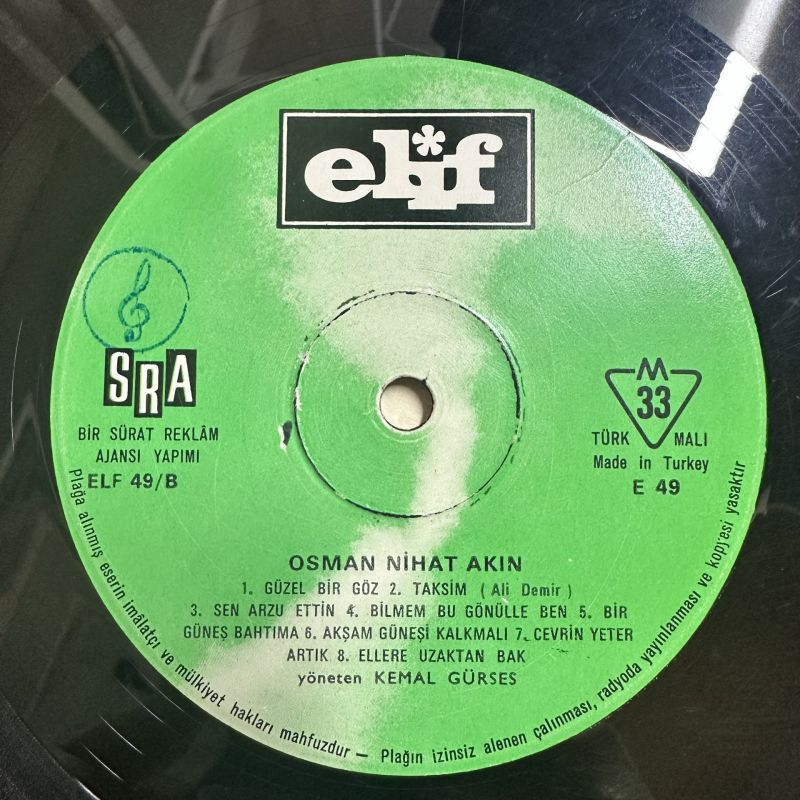 elif
SRA
BİR SÜRAT REKLÂM
AJANSI YAPIMI
ELF 49/B
M
33
TÜRK MALI
Made in Turkey
E 49
OSMAN NİHAT AKIN
1. GÜZEL BİR GÖZ 2. TAKSİM (Ali Demir)
3. SEN ARZU ETTİN 4. BİLMEM BU GÖNÜLLE BEN 5. BİR
GÜNEŞ BAHTIMA 6. AKŞAM GÜNEŞİ KALKMALI 7. CEVRİN YETER
ARTIK 8. ELLERE UZAKTAN BAK
yöneten KEMAL GÜRSES
Plağa alınmış eserin imâlatçı ve mülkiyet hakları mahfuzdur — Plağın izinsiz alenen çalınması, radyoda yayınlanması ve kopyesi yasaktır